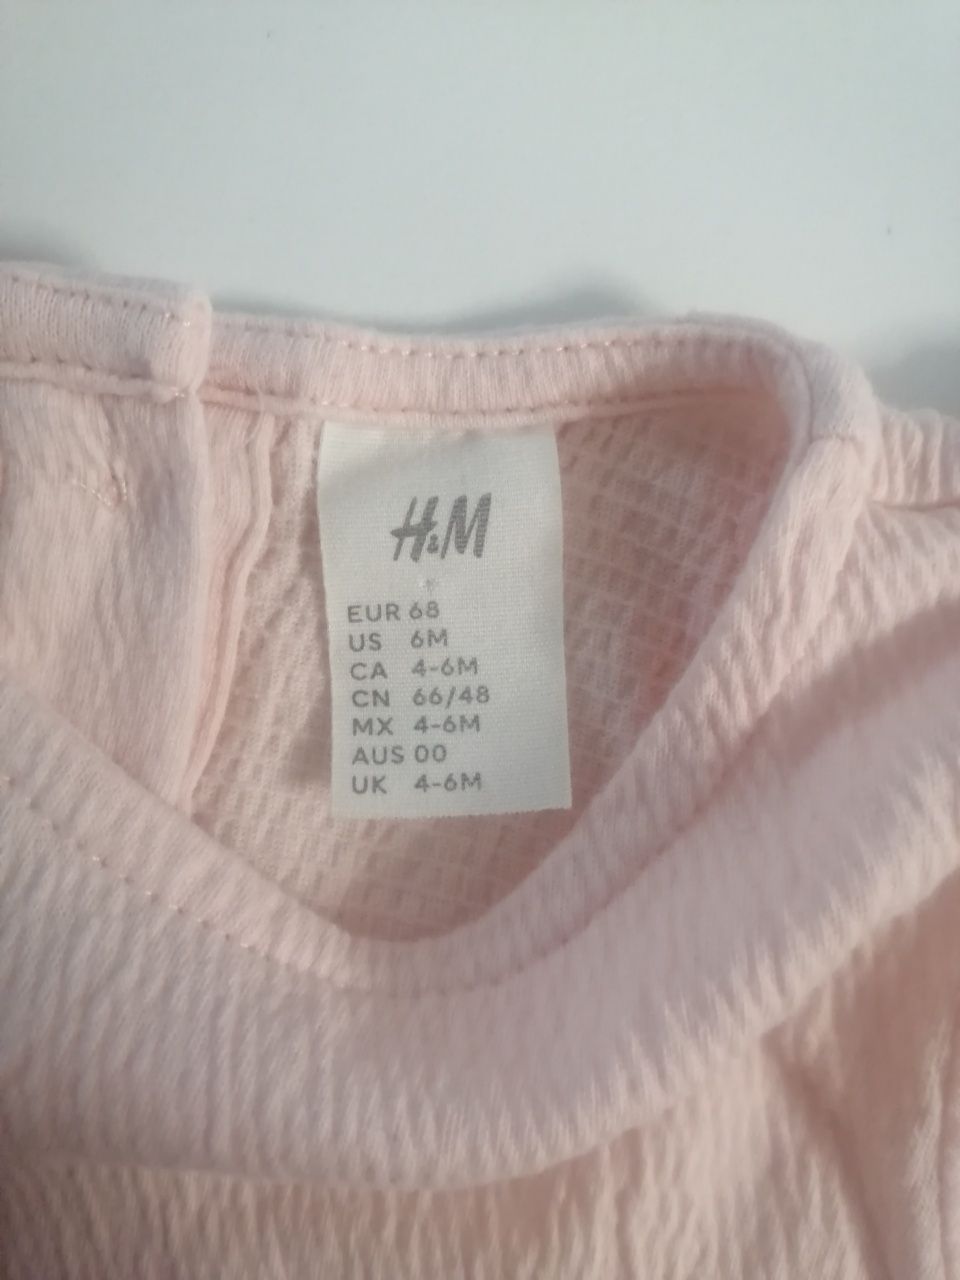 H&M
EUR 68
US 6M
CA 4-6M
CN 66/48
MX 4-6M
AUS 00
UK 4-6M